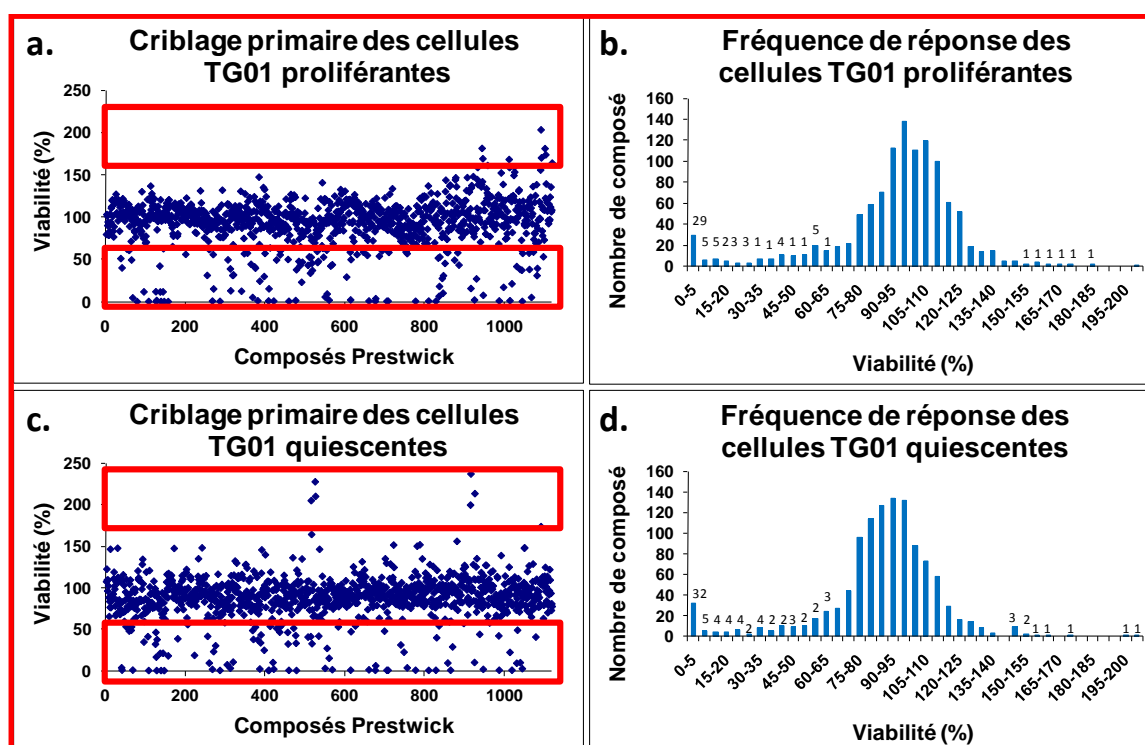 a.
Criblage primaire des cellules
TG01 proliférantes
Viabilité (%)
250
200
150
100
50
0
0 200 400 600 800 1000
Composés Prestwick
b.
Fréquence de réponse des
cellules TG01 proliférantes
Nombre de composé
160
140
120
100
80
60
40
20
0
29
5 5 2 3 3 1 1 4 1 1 5 1 1 1 1 1 1 1
0-5 15-20 30-35 45-50 60-65 75-80 90-95 105-110 120-125 135-140 150-155 165-170 180-185 195-200
Viabilité (%)
c.
Criblage primaire des cellules
TG01 quiescentes
Viabilité (%)
250
200
150
100
50
0
0 200 400 600 800 1000
Composés Prestwick
d.
Fréquence de réponse des
cellules TG01 quiescentes
Nombre de composé
160
140
120
100
80
60
40
20
0
32
5 4 4 4 2 4 2 2 3 2 2 3 3 2 1 1 1 1 1
0-5 15-20 30-35 45-50 60-65 75-80 90-95 105-110 120-125 135-140 150-155 165-170 180-185 195-200
Viabilité (%)